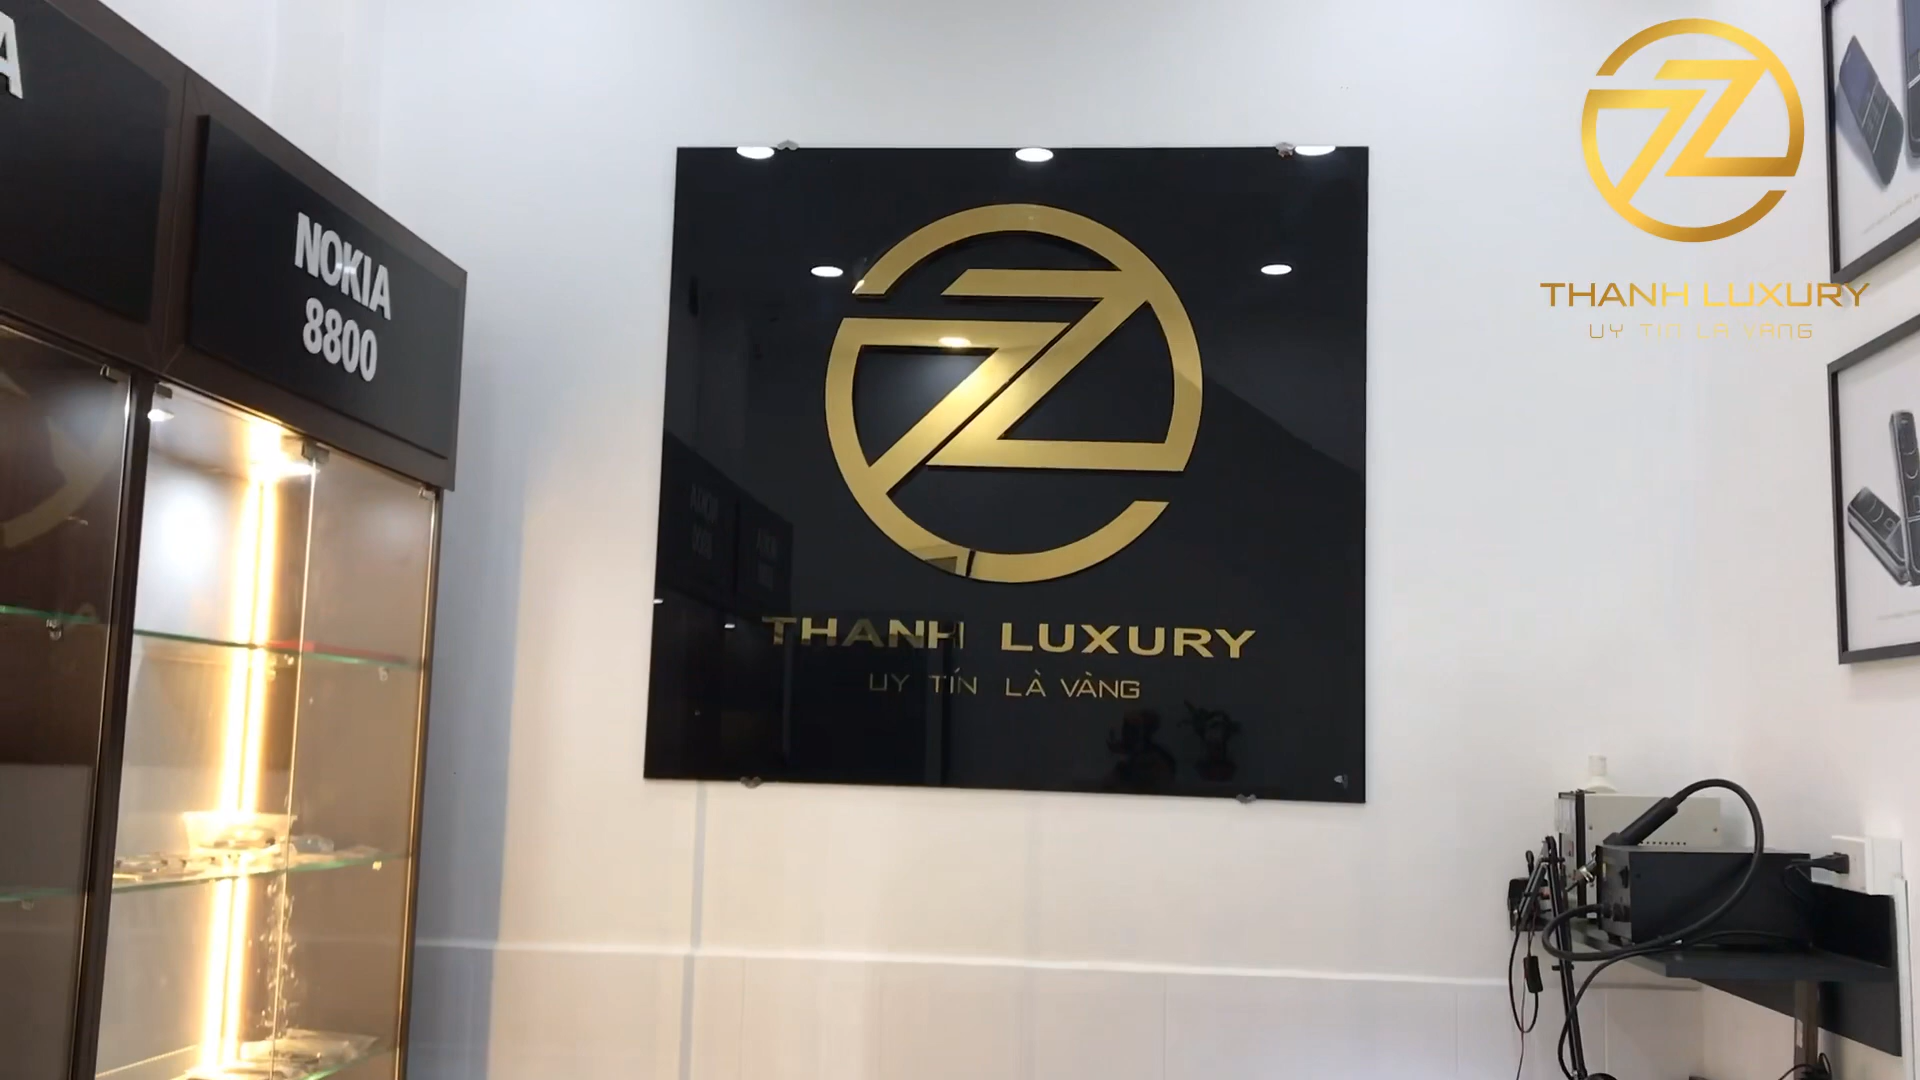 A
NOKIA
8800
THANH LUXURY
UY TÍN LÀ VÀNG
THANH LUXURY
UY TÍN LÀ VÀNG